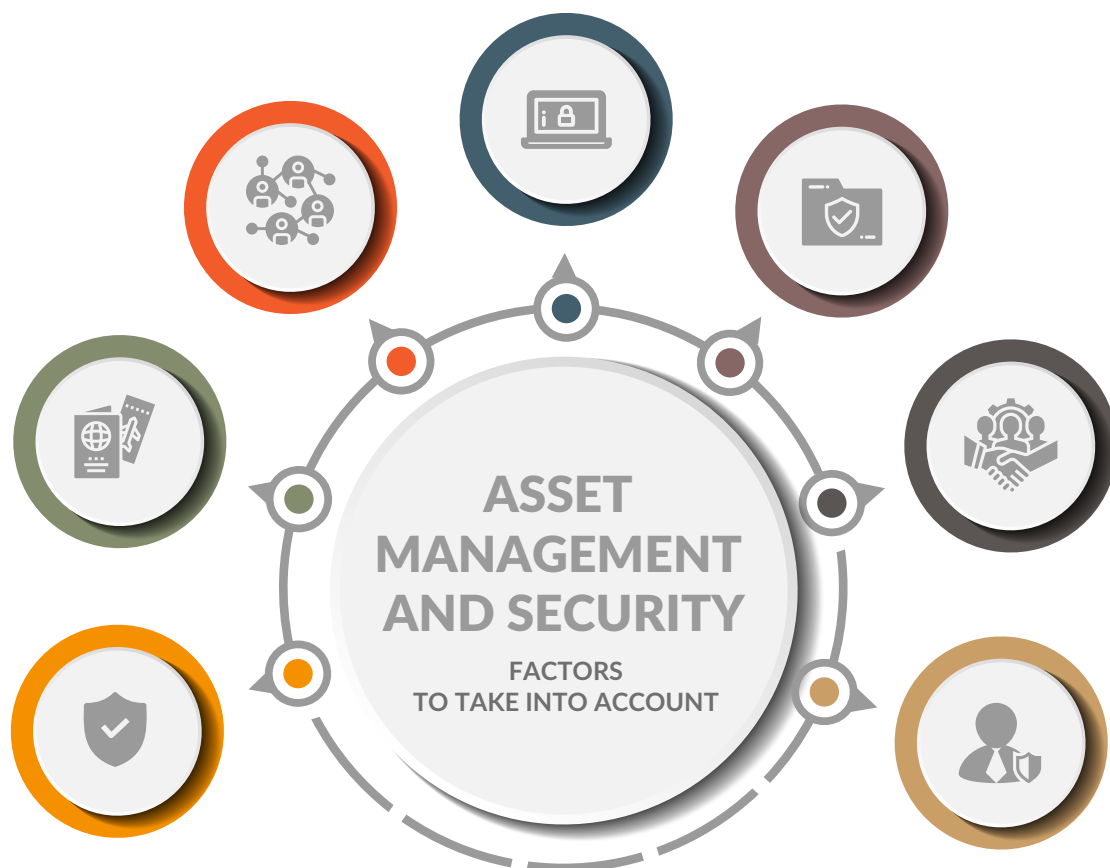 ASSET
MANAGEMENT
AND SECURITY
FACTORS
TO TAKE INTO ACCOUNT